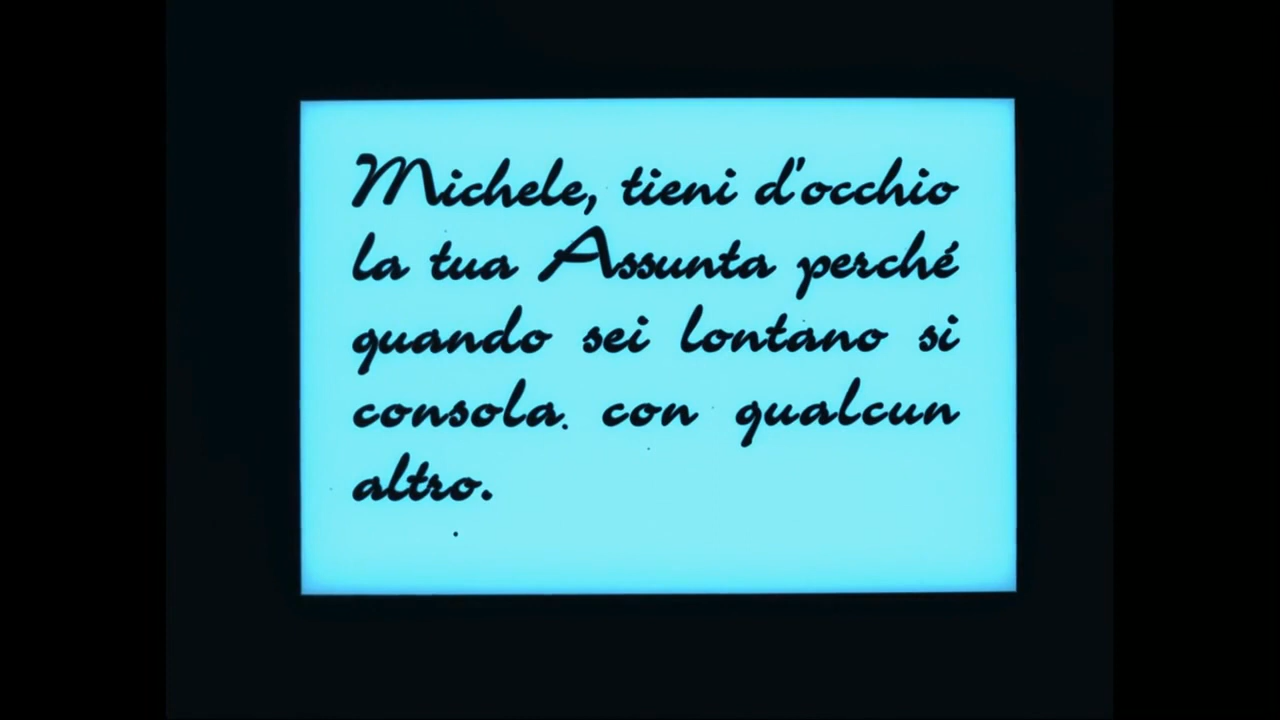 Michele, tieni d'occhio
la tua Assunta perché
quando sei lontano si
consola con qualcun
altro.